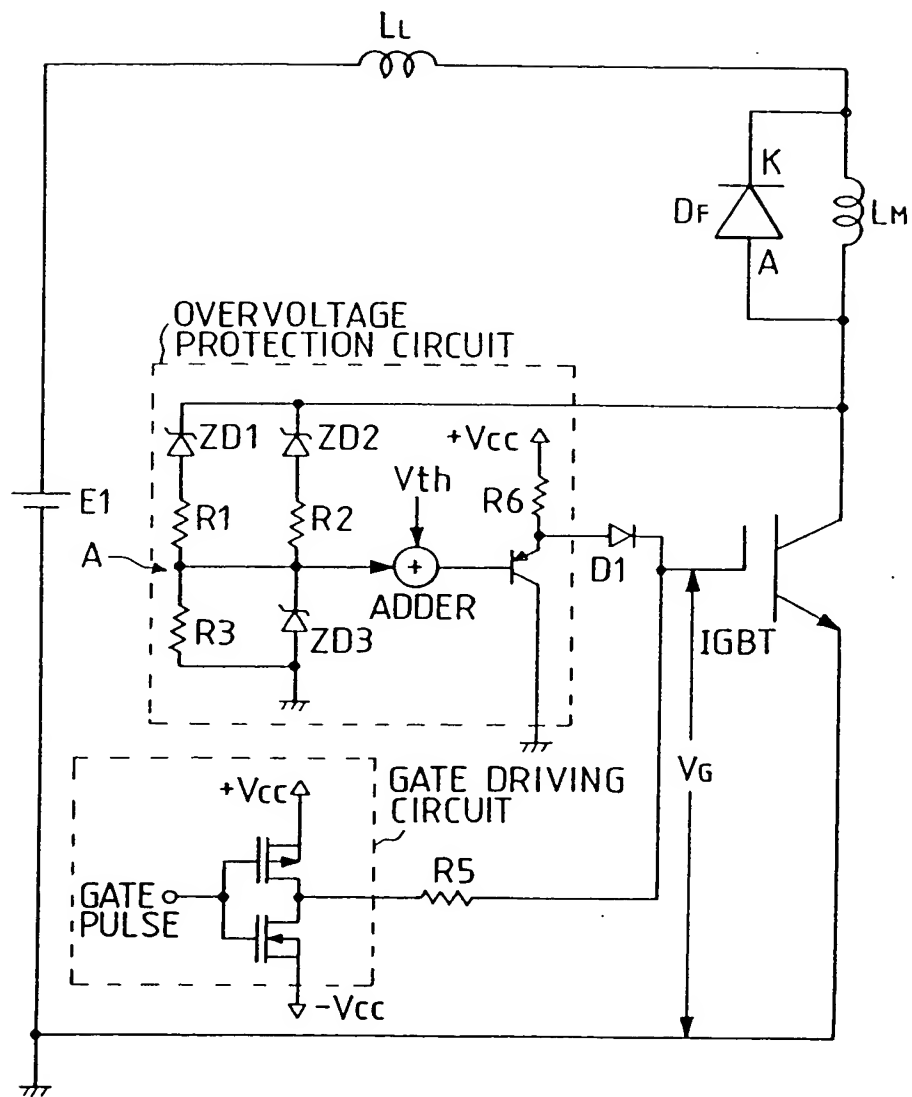 LL
K
DF
LM
A
OVERVOLTAGE
PROTECTION CIRCUIT
ZD1
ZD2
+Vcc
Vth
E1
R1
R2
R6
A
+
D1
ADDER
R3
ZD3
IGBT
VG
GATE DRIVING
CIRCUIT
+Vcc
R5
GATE
PULSE
-Vcc